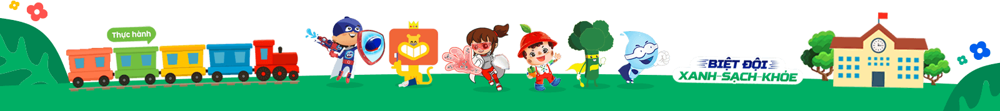 Thực hành
BIỆT ĐỘI
XANH-SẠCH-KHỎE